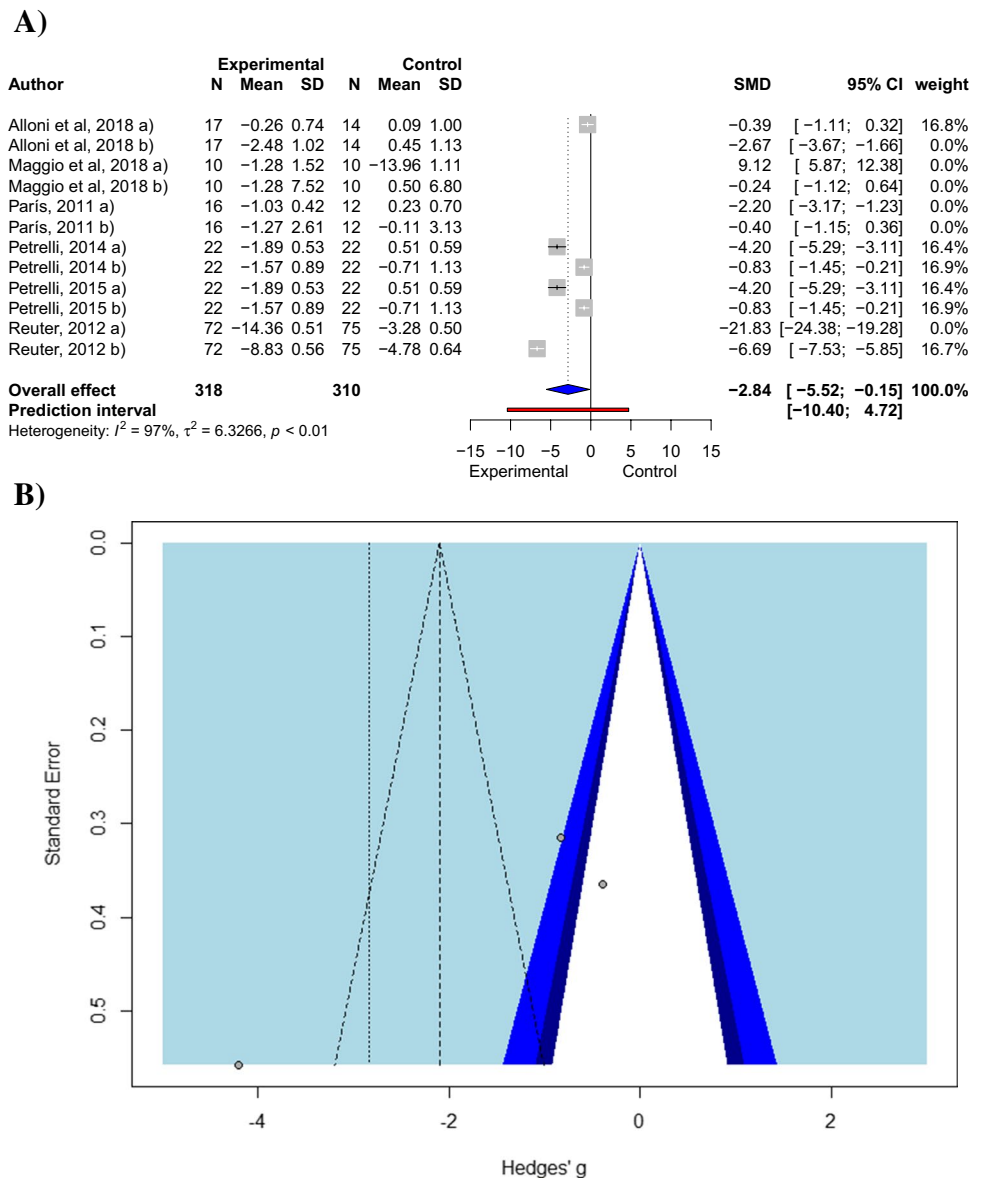 A)
Experimental Control
Author N Mean SD N Mean SD SMD 95% CI weight
Alloni et al, 2018 a) 17 −0.26 0.74 14 0.09 1.00 −0.39 [ −1.11; 0.32] 16.8%
Alloni et al, 2018 b) 17 −2.48 1.02 14 0.45 1.13 −2.67 [ −3.67; −1.66] 0.0%
Maggio et al, 2018 a) 10 −1.28 1.52 10 −13.96 1.11 9.12 [ 5.87; 12.38] 0.0%
Maggio et al, 2018 b) 10 −1.28 7.52 10 0.50 6.80 −0.24 [ −1.12; 0.64] 0.0%
París, 2011 a) 16 −1.03 0.42 12 0.23 0.70 −2.20 [ −3.17; −1.23] 0.0%
París, 2011 b) 16 −1.27 2.61 12 −0.11 3.13 −0.40 [ −1.15; 0.36] 0.0%
Petrelli, 2014 a) 22 −1.89 0.53 22 0.51 0.59 −4.20 [ −5.29; −3.11] 16.4%
Petrelli, 2014 b) 22 −1.57 0.89 22 −0.71 1.13 −0.83 [ −1.45; −0.21] 16.9%
Petrelli, 2015 a) 22 −1.89 0.53 22 0.51 0.59 −4.20 [ −5.29; −3.11] 16.4%
Petrelli, 2015 b) 22 −1.57 0.89 22 −0.71 1.13 −0.83 [ −1.45; −0.21] 16.9%
Reuter, 2012 a) 72 −14.36 0.51 75 −3.28 0.50 −21.83 [−24.38; −19.28] 0.0%
Reuter, 2012 b) 72 −8.83 0.56 75 −4.78 0.64 −6.69 [ −7.53; −5.85] 16.7%
Overall effect 318 310 −2.84 [ −5.52; −0.15] 100.0%
Prediction interval [−10.40; 4.72]
Heterogeneity: I² = 97%, τ² = 6.3266, p < 0.01
−15 −10 −5 0 5 10 15
Experimental Control
B)
0.0
0.1
0.2
0.3
0.4
0.5
Standard Error
-4 -2 0 2
Hedges' g